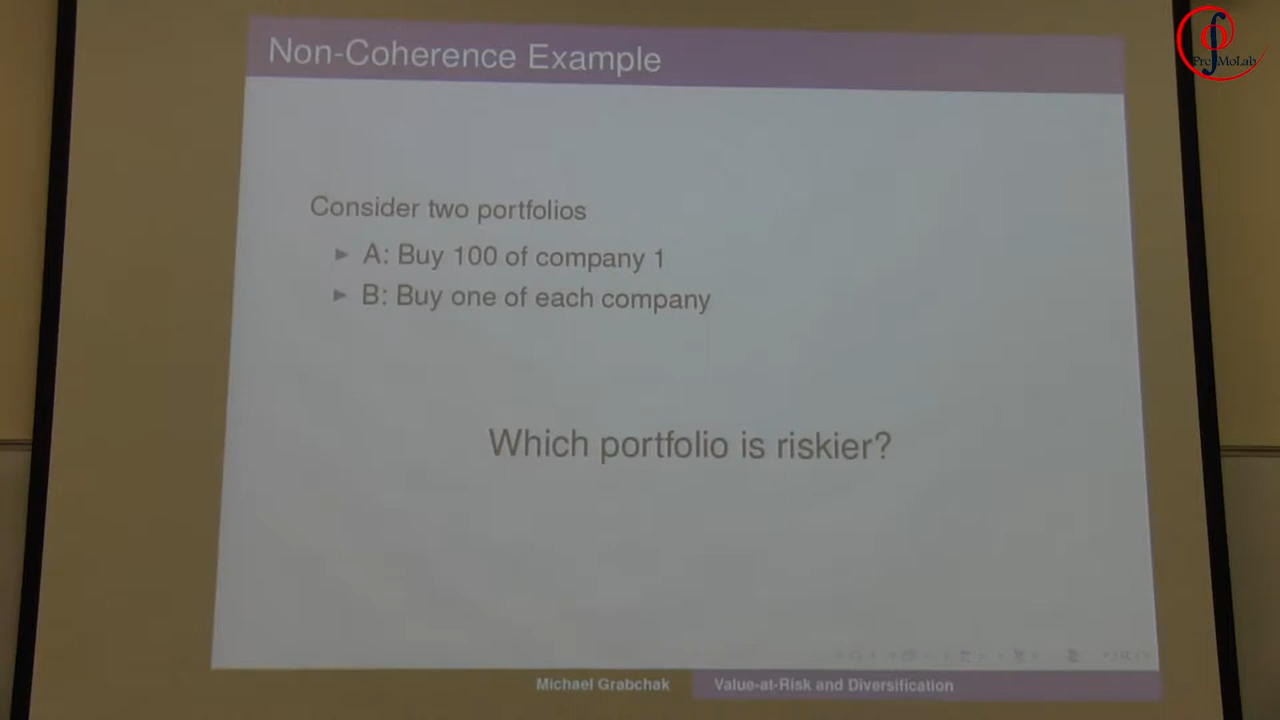 Non-Coherence Example
Consider two portfolios
A: Buy 100 of company 1
B: Buy one of each company
Which portfolio is riskier?
Michael Grabchak
Value-at-Risk and Diversification